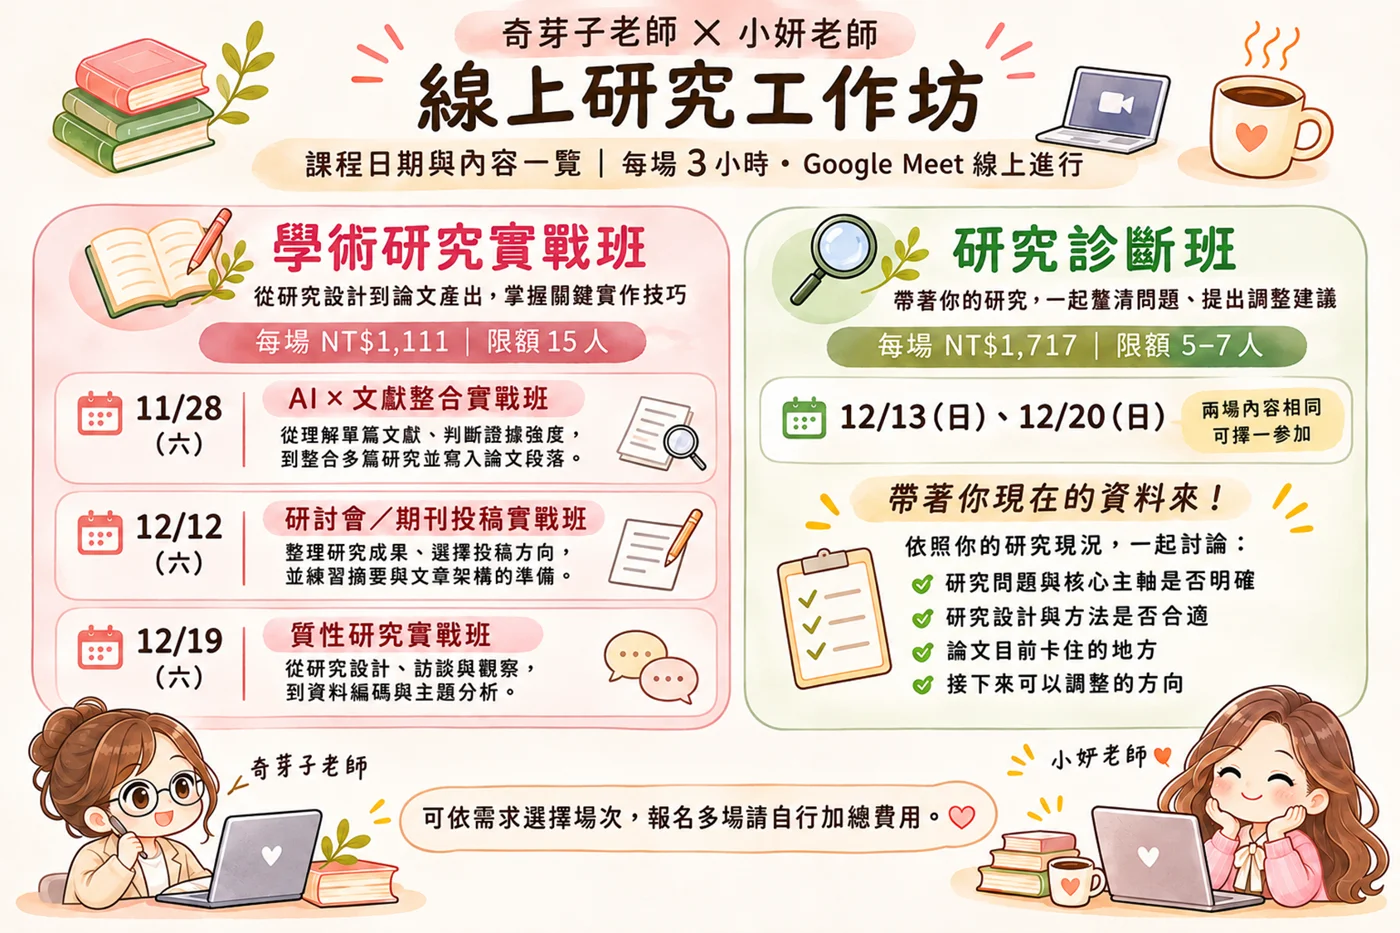 奇芽子老師 × 小妍老師
線上研究工作坊
課程日期與內容一覽｜每場 3 小時・Google Meet 線上進行
學術研究實戰班
從研究設計到論文產出，掌握關鍵實作技巧
每場 NT$1,111｜限額 15 人
11/28
（六）
AI × 文獻整合實戰班
從理解單篇文獻、判斷證據強度，
到整合多篇研究並寫入論文段落。
12/12
（六）
研討會／期刊投稿實戰班
整理研究成果、選擇投稿方向，
並練習摘要與文章架構的準備。
12/19
（六）
質性研究實戰班
從研究設計、訪談與觀察，
到資料編碼與主題分析。
研究診斷班
帶著你的研究，一起釐清問題、提出調整建議
每場 NT$1,717｜限額 5–7 人
12/13（日）、12/20（日）
兩場內容相同
可擇一參加
帶著你現在的資料來！
依照你的研究現況，一起討論：
研究問題與核心主軸是否明確
研究設計與方法是否合適
論文目前卡住的地方
接下來可以調整的方向
奇芽子老師
小妍老師
可依需求選擇場次，報名多場請自行加總費用。